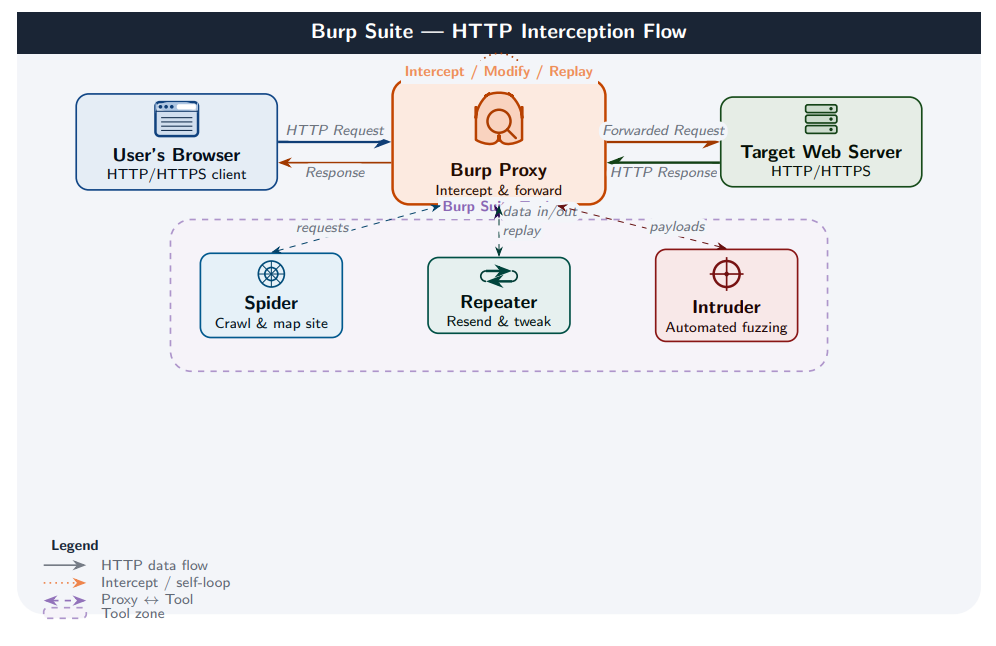 Burp Suite — HTTP Interception Flow
Intercept / Modify / Replay
User's Browser
HTTP/HTTPS client
HTTP Request
Response
Burp Proxy
Intercept & forward
Forwarded Request
HTTP Response
Target Web Server
HTTP/HTTPS
Burp
data in/out
requests
replay
payloads
Spider
Crawl & map site
Repeater
Resend & tweak
Intruder
Automated fuzzing
Legend
HTTP data flow
Intercept / self-loop
Proxy ↔ Tool
Tool zone